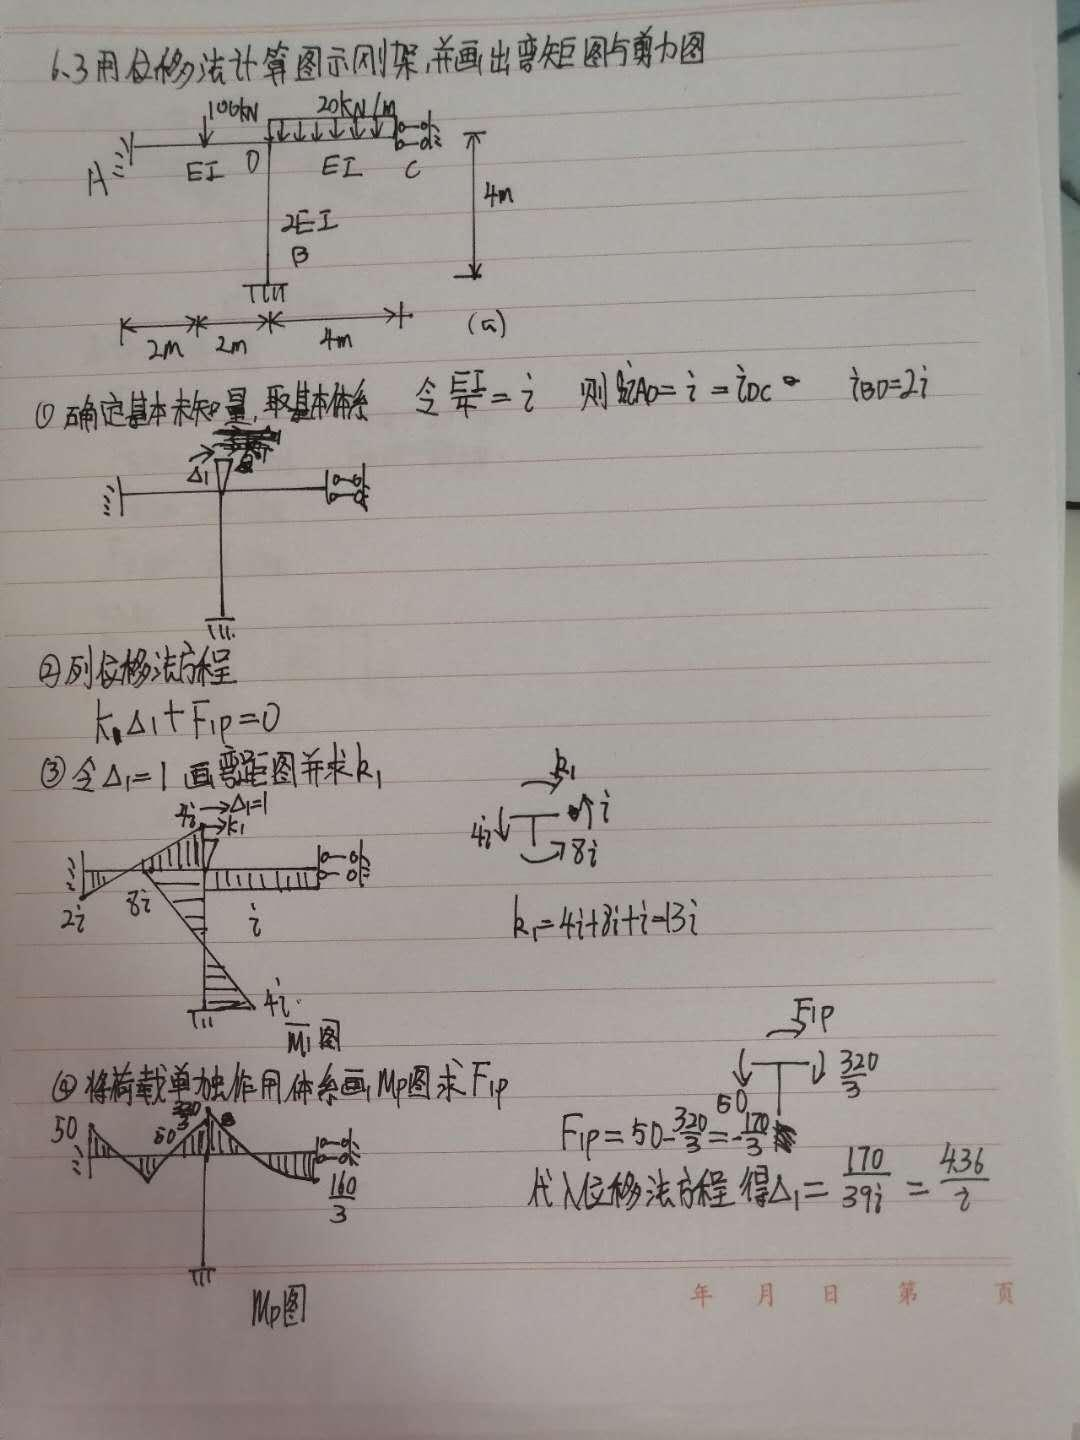 6.3用位移法计算图示刚架,并画出弯矩图与剪力图
100kN 20kN/m
A EI D EI C
2EI 4m
B
2m 2m 4m (a)
①确定基本未知量,取基本体系 令EI/4=i 则iAD=i=iDC iBD=2i
Δ1
②列位移法方程
k1Δ1+F1P=0
③令Δ1=1画弯矩图并求k1
4i Δ1=1 k1
k1
4i i 8i
2i 8i i
k1=4i+8i+i=13i
4i
M̄1图
④将荷载单独作用体系画MP图求F1P
F1P
50 320/3
50 50 320/3
160/3
F1P=50-320/3=-170/3
代入位移法方程 得Δ1=170/39i=4.36/i
MP图
年 月 日 第 页